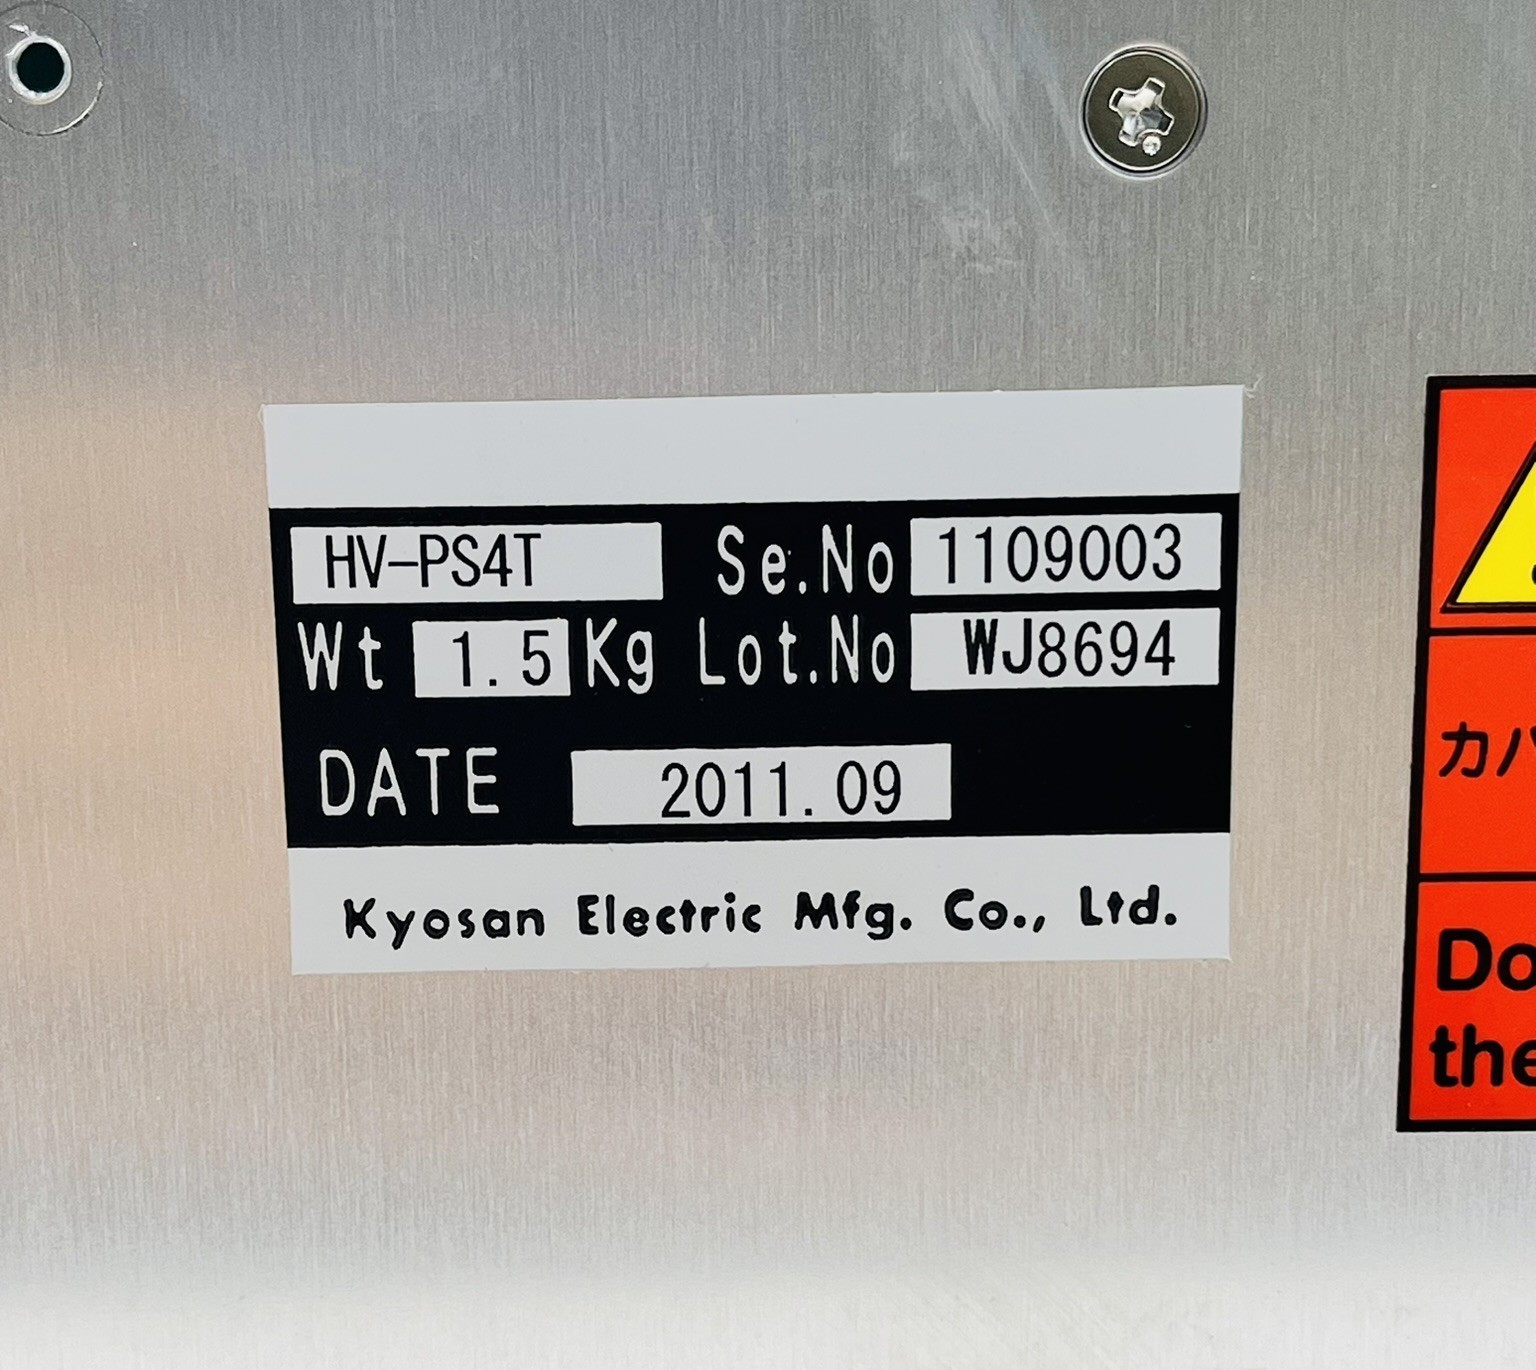 HV-PS4T Se.No 1109003
Wt 1.5 Kg Lot.No WJ8694
DATE 2011.09
Kyosan Electric Mfg. Co., Ltd.
カバ
Do
the